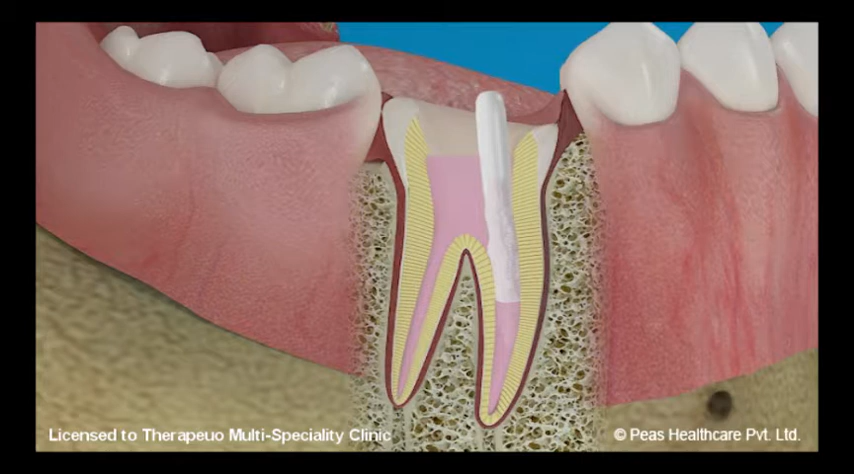 Licensed to Therapeuo Multi-Speciality Clinic
© Peas Healthcare Pvt. Ltd.